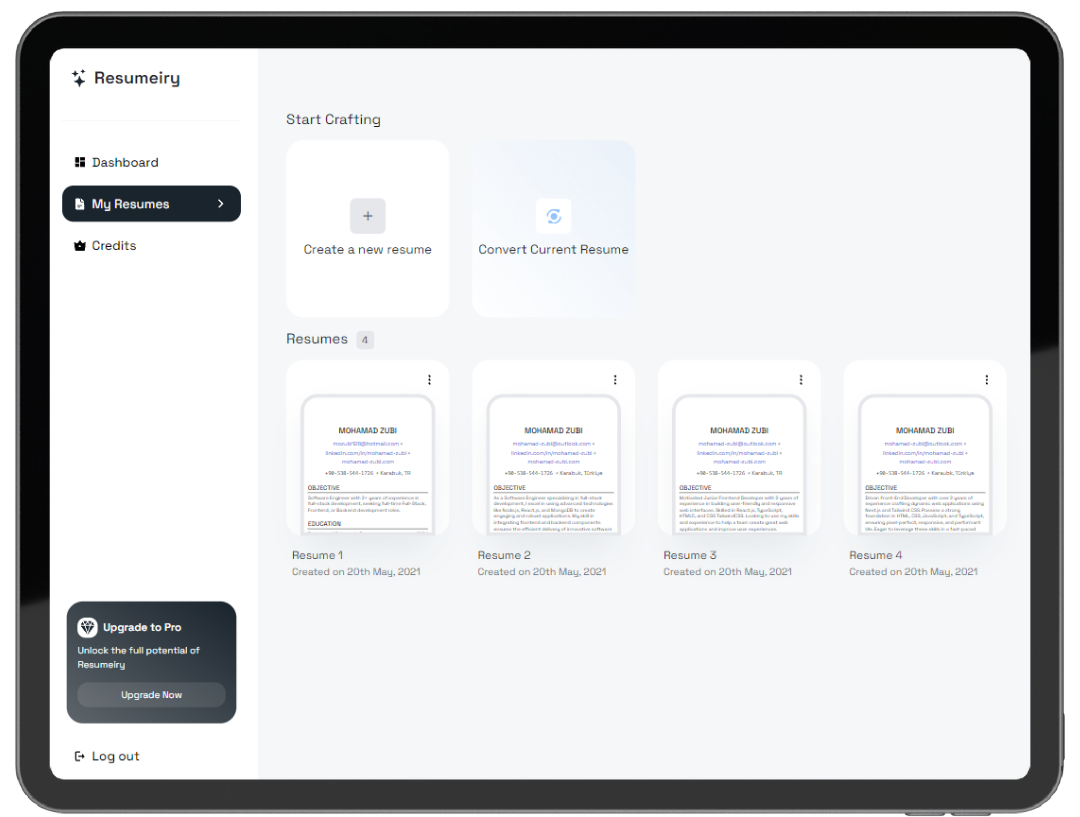 Resumeiry
Dashboard
My Resumes
Credits
Upgrade to Pro
Unlock the full potential of
Resumeiry
Upgrade Now
Log out
Start Crafting
+
Create a new resume
Convert Current Resume
Resumes 4
MOHAMAD ZUBI
linkedin.com/in/mohamad-zubi •
mohamad-zubi.com
+90-538-544-1726 • Karabuk, TR
OBJECTIVE
Software Engineer with 2+ years of experience in
full-stack development, seeking full-time Full-Stack,
Frontend, or Backend development roles.
EDUCATION
Resume 1
Created on 20th May, 2021
MOHAMAD ZUBI
mohamad-zubi@outlook.com •
linkedin.com/in/mohamad-zubi •
mohamad-zubi.com
+90-538-544-1726 • Karabuk, Türkiye
OBJECTIVE
As a Software Engineer specializing in full-stack
development, I excel in using advanced technologies
like Node.js, React.js, and MongoDB to create
engaging and robust applications. My skill in
integrating frontend and backend components
ensures the efficient delivery of innovative software
Resume 2
Created on 20th May, 2021
MOHAMAD ZUBI
mohamad-zubi@outlook.com •
linkedin.com/in/mohamad-zubi •
mohamad-zubi.com
+90-538-544-1726 • Karabuk, TR
OBJECTIVE
Motivated Junior Frontend Developer with 2 years of
experience in building user-friendly and responsive
web interfaces. Skilled in React.js, TypeScript,
HTML5, and CSS TailwindCSS. Looking to use my skills
and experience to help a team create great web
applications and improve user experiences.
Resume 3
Created on 20th May, 2021
MOHAMAD ZUBI
mohamad-zubi@outlook.com •
linkedin.com/in/mohamad-zubi •
mohamad-zubi.com
+90-538-544-1726 • Karabuk, Türkiye
OBJECTIVE
Driven Front-End Developer with over 2 years of
experience crafting dynamic web applications using
Next.js and Tailwind CSS. Possess a strong
foundation in HTML, CSS, JavaScript, and TypeScript,
ensuring pixel-perfect, responsive, and performant
UIs. Eager to leverage these skills in a fast-paced
Resume 4
Created on 20th May, 2021